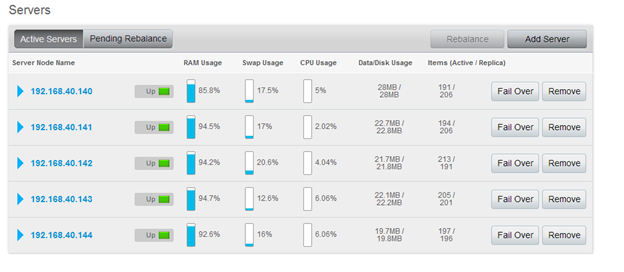 Servers
Active Servers Pending Rebalance Rebalance Add Server
Server Node Name RAM Usage Swap Usage CPU Usage Data/Disk Usage Items (Active / Replica)
192.168.40.140 Up 85.8% 17.5% 5% 28MB / 28MB 191 / 206 Fail Over Remove
192.168.40.141 Up 94.5% 17% 2.02% 22.7MB / 22.8MB 194 / 206 Fail Over Remove
192.168.40.142 Up 94.2% 20.6% 4.04% 21.7MB / 21.8MB 213 / 191 Fail Over Remove
192.168.40.143 Up 94.7% 12.6% 6.06% 22.1MB / 22.2MB 205 / 201 Fail Over Remove
192.168.40.144 Up 92.6% 16% 6.06% 19.7MB / 19.8MB 197 / 196 Fail Over Remove